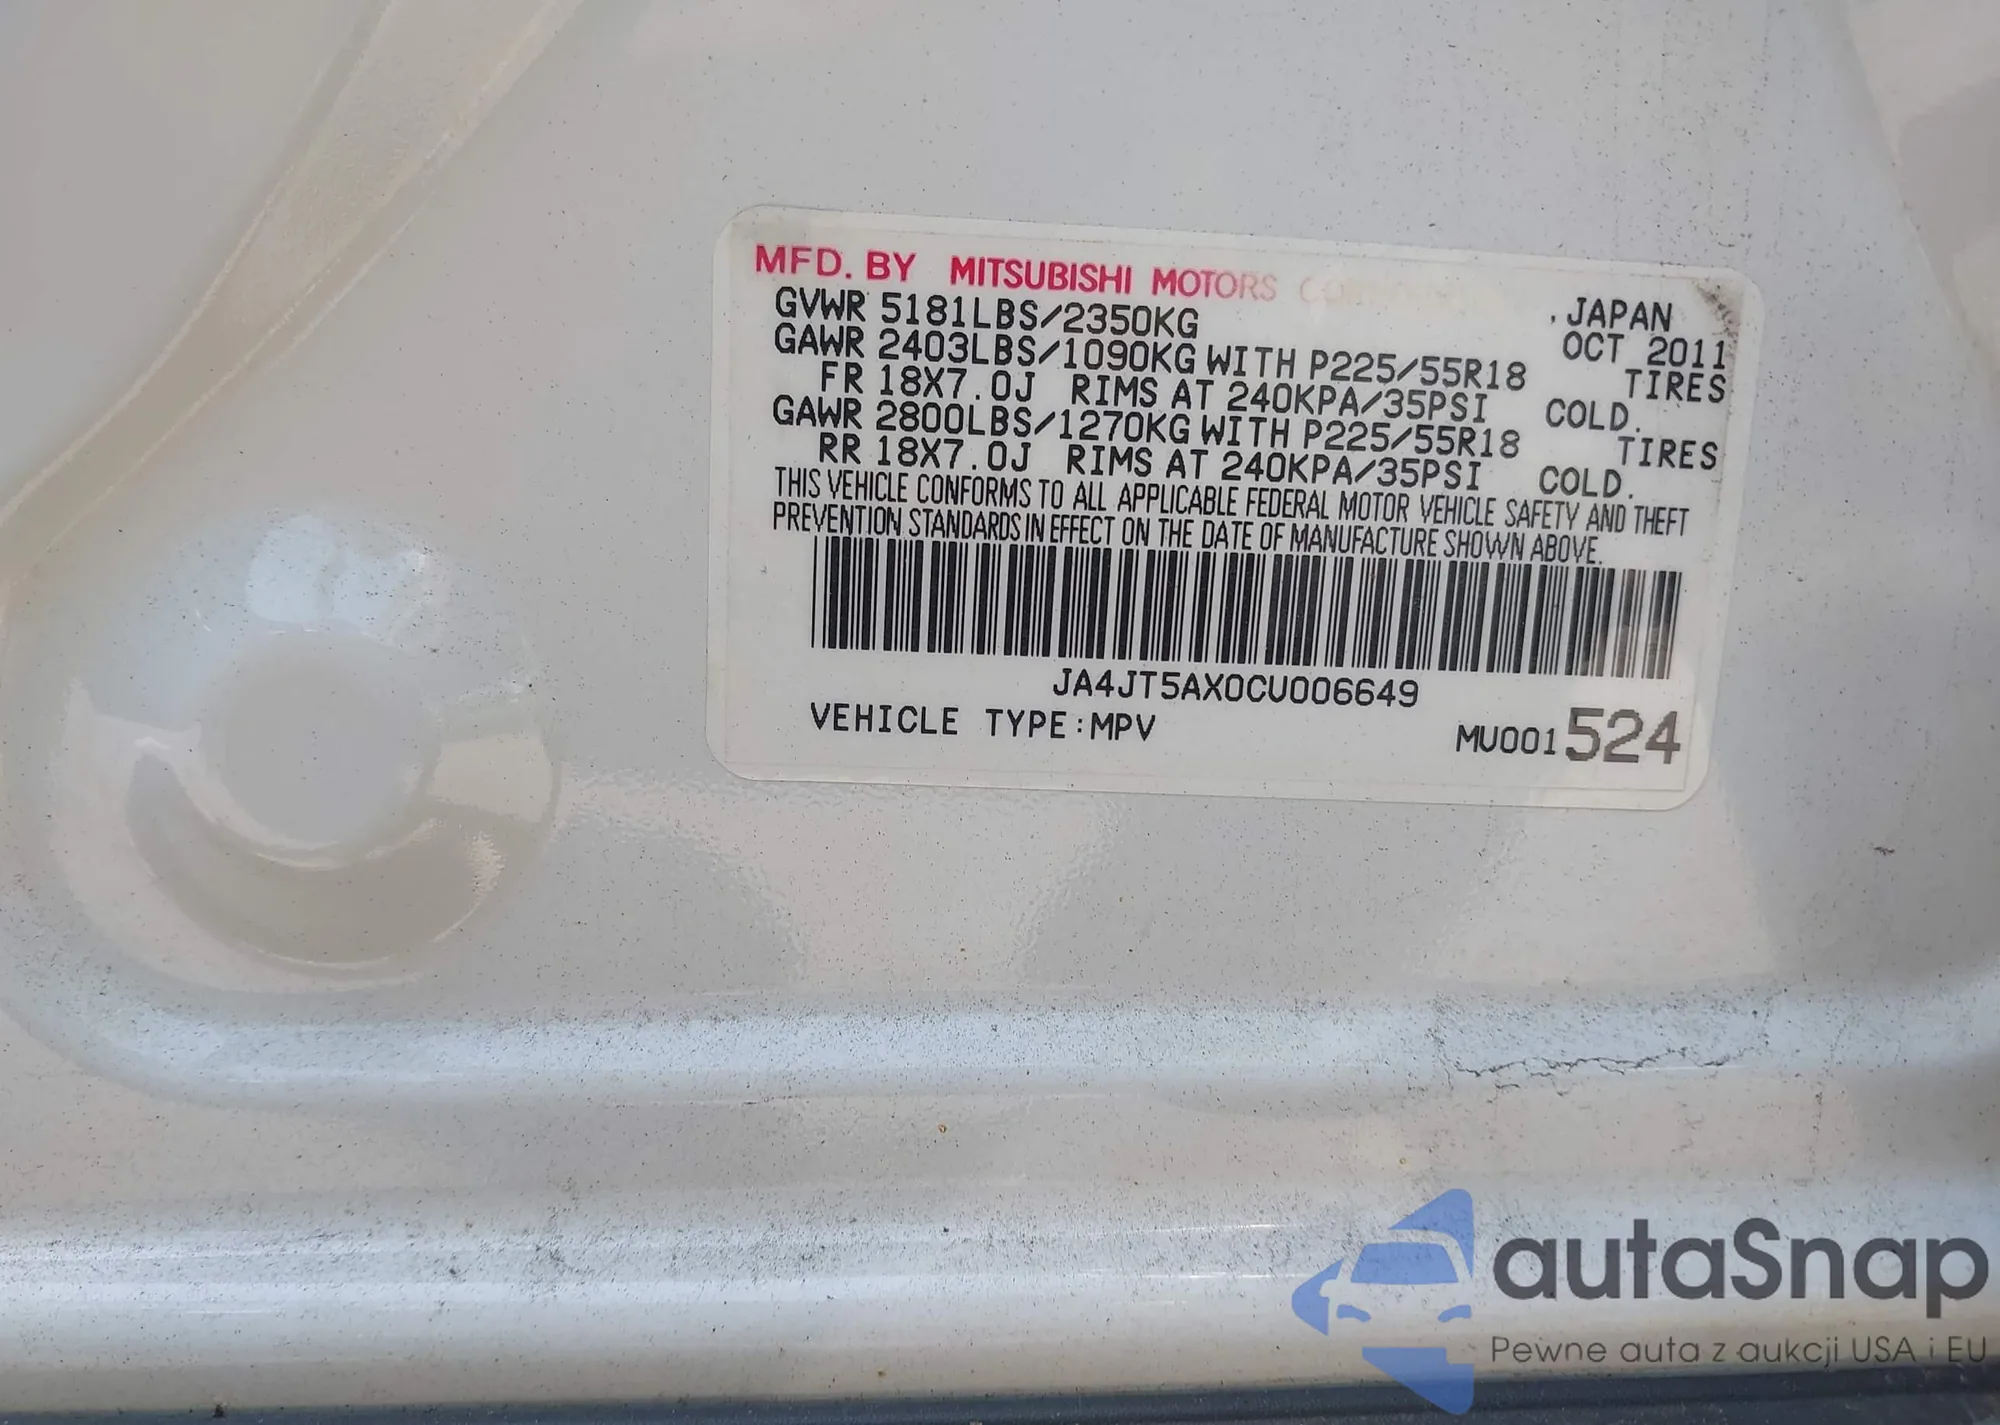 MFD. BY MITSUBISHI MOTORS CORPORATION, JAPAN
GVWR 5181LBS/2350KG OCT 2011
GAWR 2403LBS/1090KG WITH P225/55R18 TIRES
FR 18X7.0J RIMS AT 240KPA/35PSI COLD.
GAWR 2800LBS/1270KG WITH P225/55R18 TIRES
RR 18X7.0J RIMS AT 240KPA/35PSI COLD.
THIS VEHICLE CONFORMS TO ALL APPLICABLE FEDERAL MOTOR VEHICLE SAFETY AND THEFT
PREVENTION STANDARDS IN EFFECT ON THE DATE OF MANUFACTURE SHOWN ABOVE.
JA4JT5AX0CU006649
VEHICLE TYPE:MPV MU001524
autaSnap
Pewne auta z aukcji USA i EU